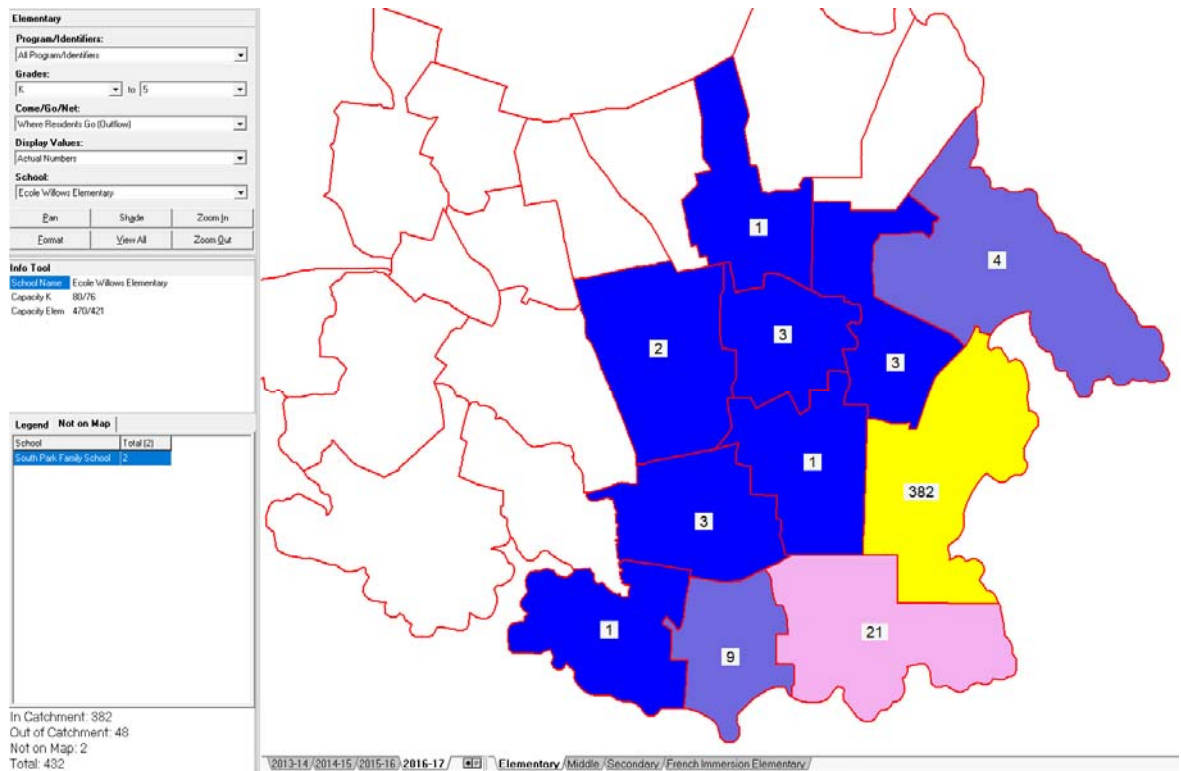 Elementary
Program/Identifiers:
All Program/Identifiers
Grades:
K to 5
Come/Go/Net:
Where Residents Go (Outflow)
Display Values:
Actual Numbers
School:
Ecole Willows Elementary
Pan Shade Zoom In
Format View All Zoom Out
Info Tool
School Name Ecole Willows Elementary
Capacity K 80/76
Capacity Elem 470/421
Legend Not on Map
School Total (2)
South Park Family School 2
In Catchment: 382
Out of Catchment: 48
Not on Map: 2
Total: 432
1
4
2
3
3
1
382
3
1
9
21
2013-14 2014-15 2015-16 2016-17 Elementary Middle Secondary French Immersion Elementary